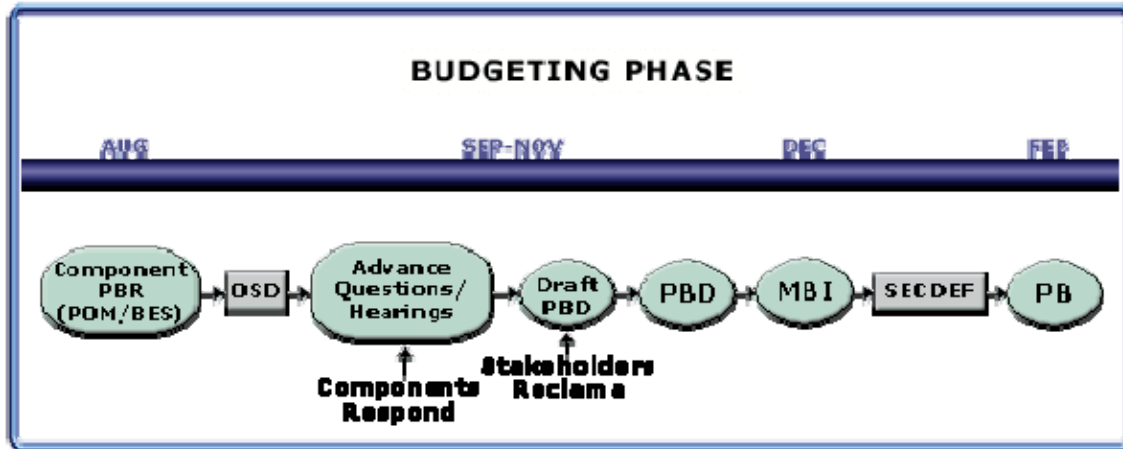 BUDGETING PHASE
AUG
SEP-NOV
DEC
FEB
Component
PBR
(POM/BES)
OSD
Advance
Questions/
Hearings
Draft
PBD
PBD
MBI
SECDEF
PB
Components
Respond
Stakeholders
Reclama